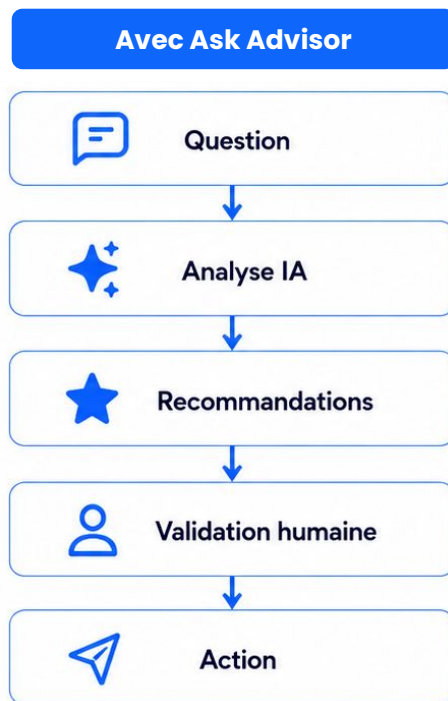 Avec Ask Advisor
Question
Analyse IA
Recommandations
Validation humaine
Action